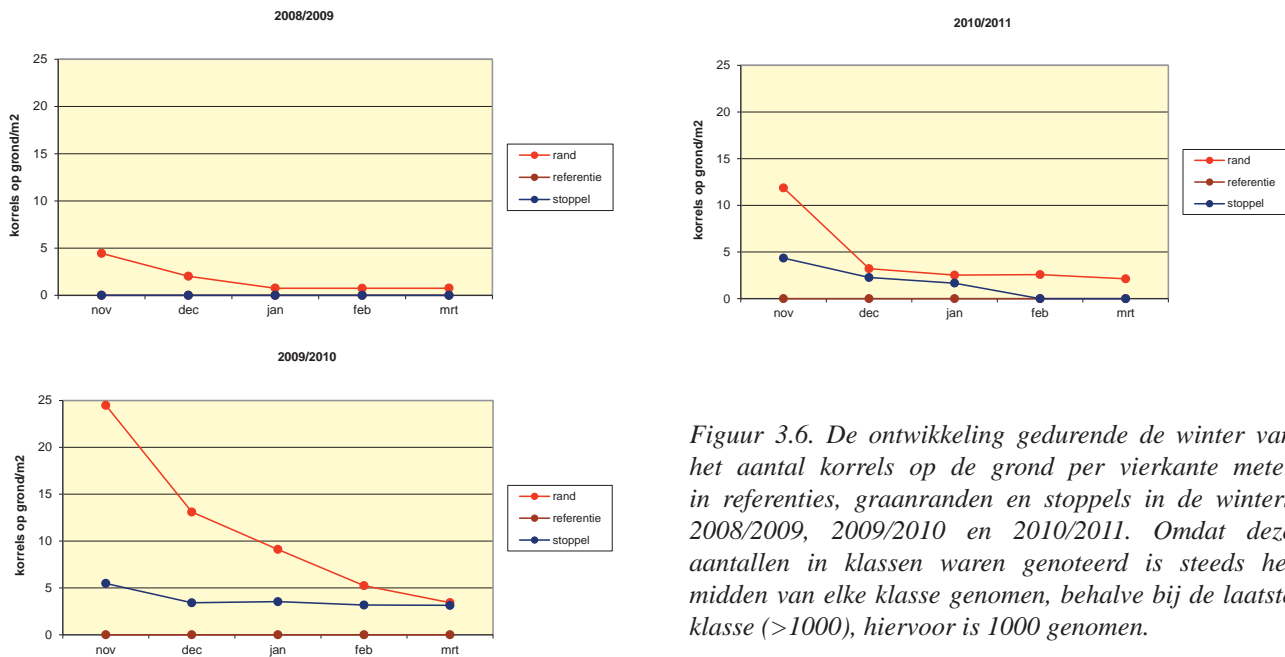 2008/2009
25
20
15
10
5
0
korrels op grond/m2
nov dec jan feb mrt
rand
referentie
stoppel
2010/2011
25
20
15
10
5
0
korrels op grond/m2
nov dec jan feb mrt
rand
referentie
stoppel
2009/2010
25
20
15
10
5
0
korrels op grond/m2
nov dec jan feb mrt
rand
referentie
stoppel
Figuur 3.6. De ontwikkeling gedurende de winter van
het aantal korrels op de grond per vierkante mete
in referenties, graanranden en stoppels in de winter
2008/2009, 2009/2010 en 2010/2011. Omdat deze
aantallen in klassen waren genoteerd is steeds he
midden van elke klasse genomen, behalve bij de laatste
klasse (>1000), hiervoor is 1000 genomen.